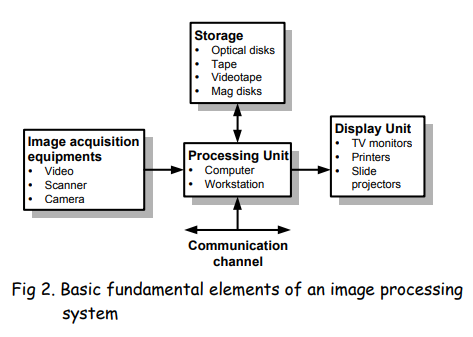 Storage
• Optical disks
• Tape
• Videotape
• Mag disks
Image acquisition
equipments
• Video
• Scanner
• Camera
Processing Unit
• Computer
• Workstation
Display Unit
• TV monitors
• Printers
• Slide
projectors
Communication
channel
Fig 2. Basic fundamental elements of an image processing
system